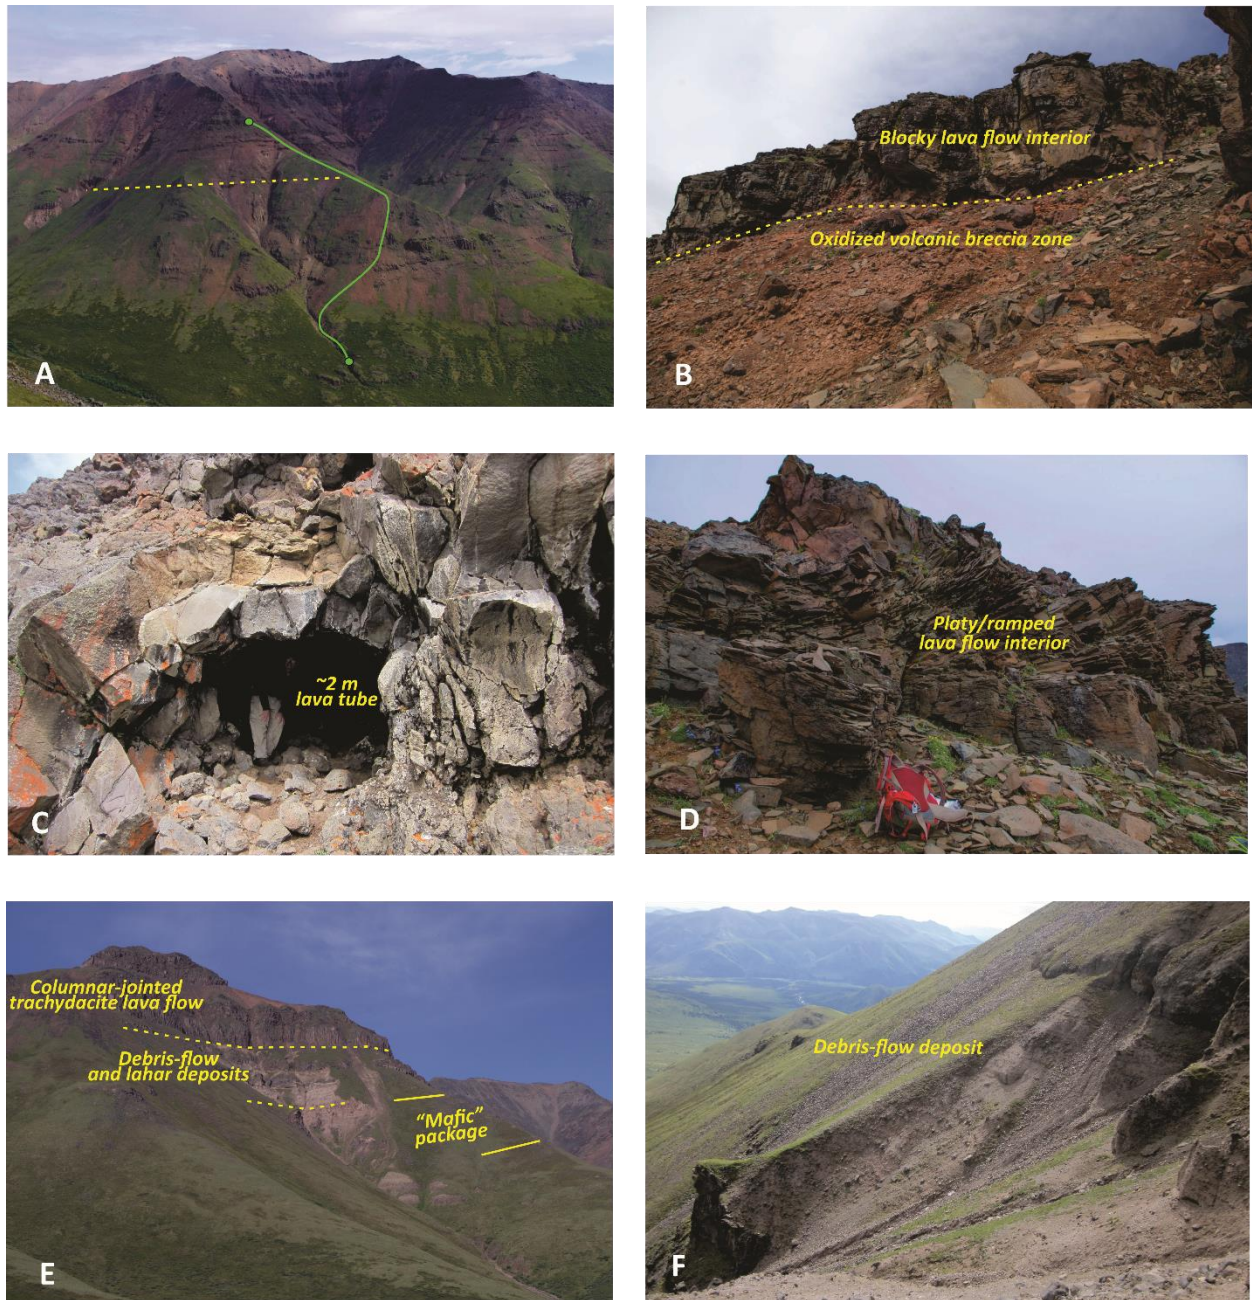 A
Blocky lava flow interior
Oxidized volcanic breccia zone
B
~2 m
lava tube
C
Platy/ramped
lava flow interior
D
Columnar-jointed
trachydacite lava flow
Debris-flow
and lahar deposits
"Mafic"
package
E
Debris-flow deposit
F